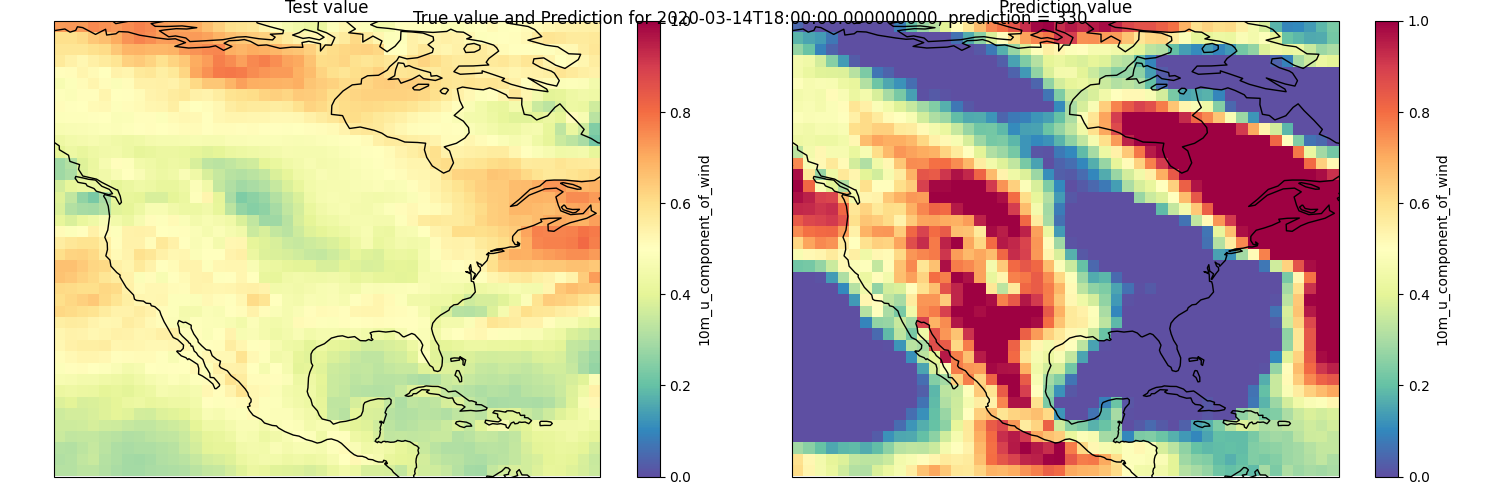 Test value
Prediction value
True value and Prediction for 2020-03-14T18:00:00.000000000, prediction = 330
1.0
0.8
0.6
0.4
0.2
0.0
10m_u_component_of_wind
1.0
0.8
0.6
0.4
0.2
0.0
10m_u_component_of_wind